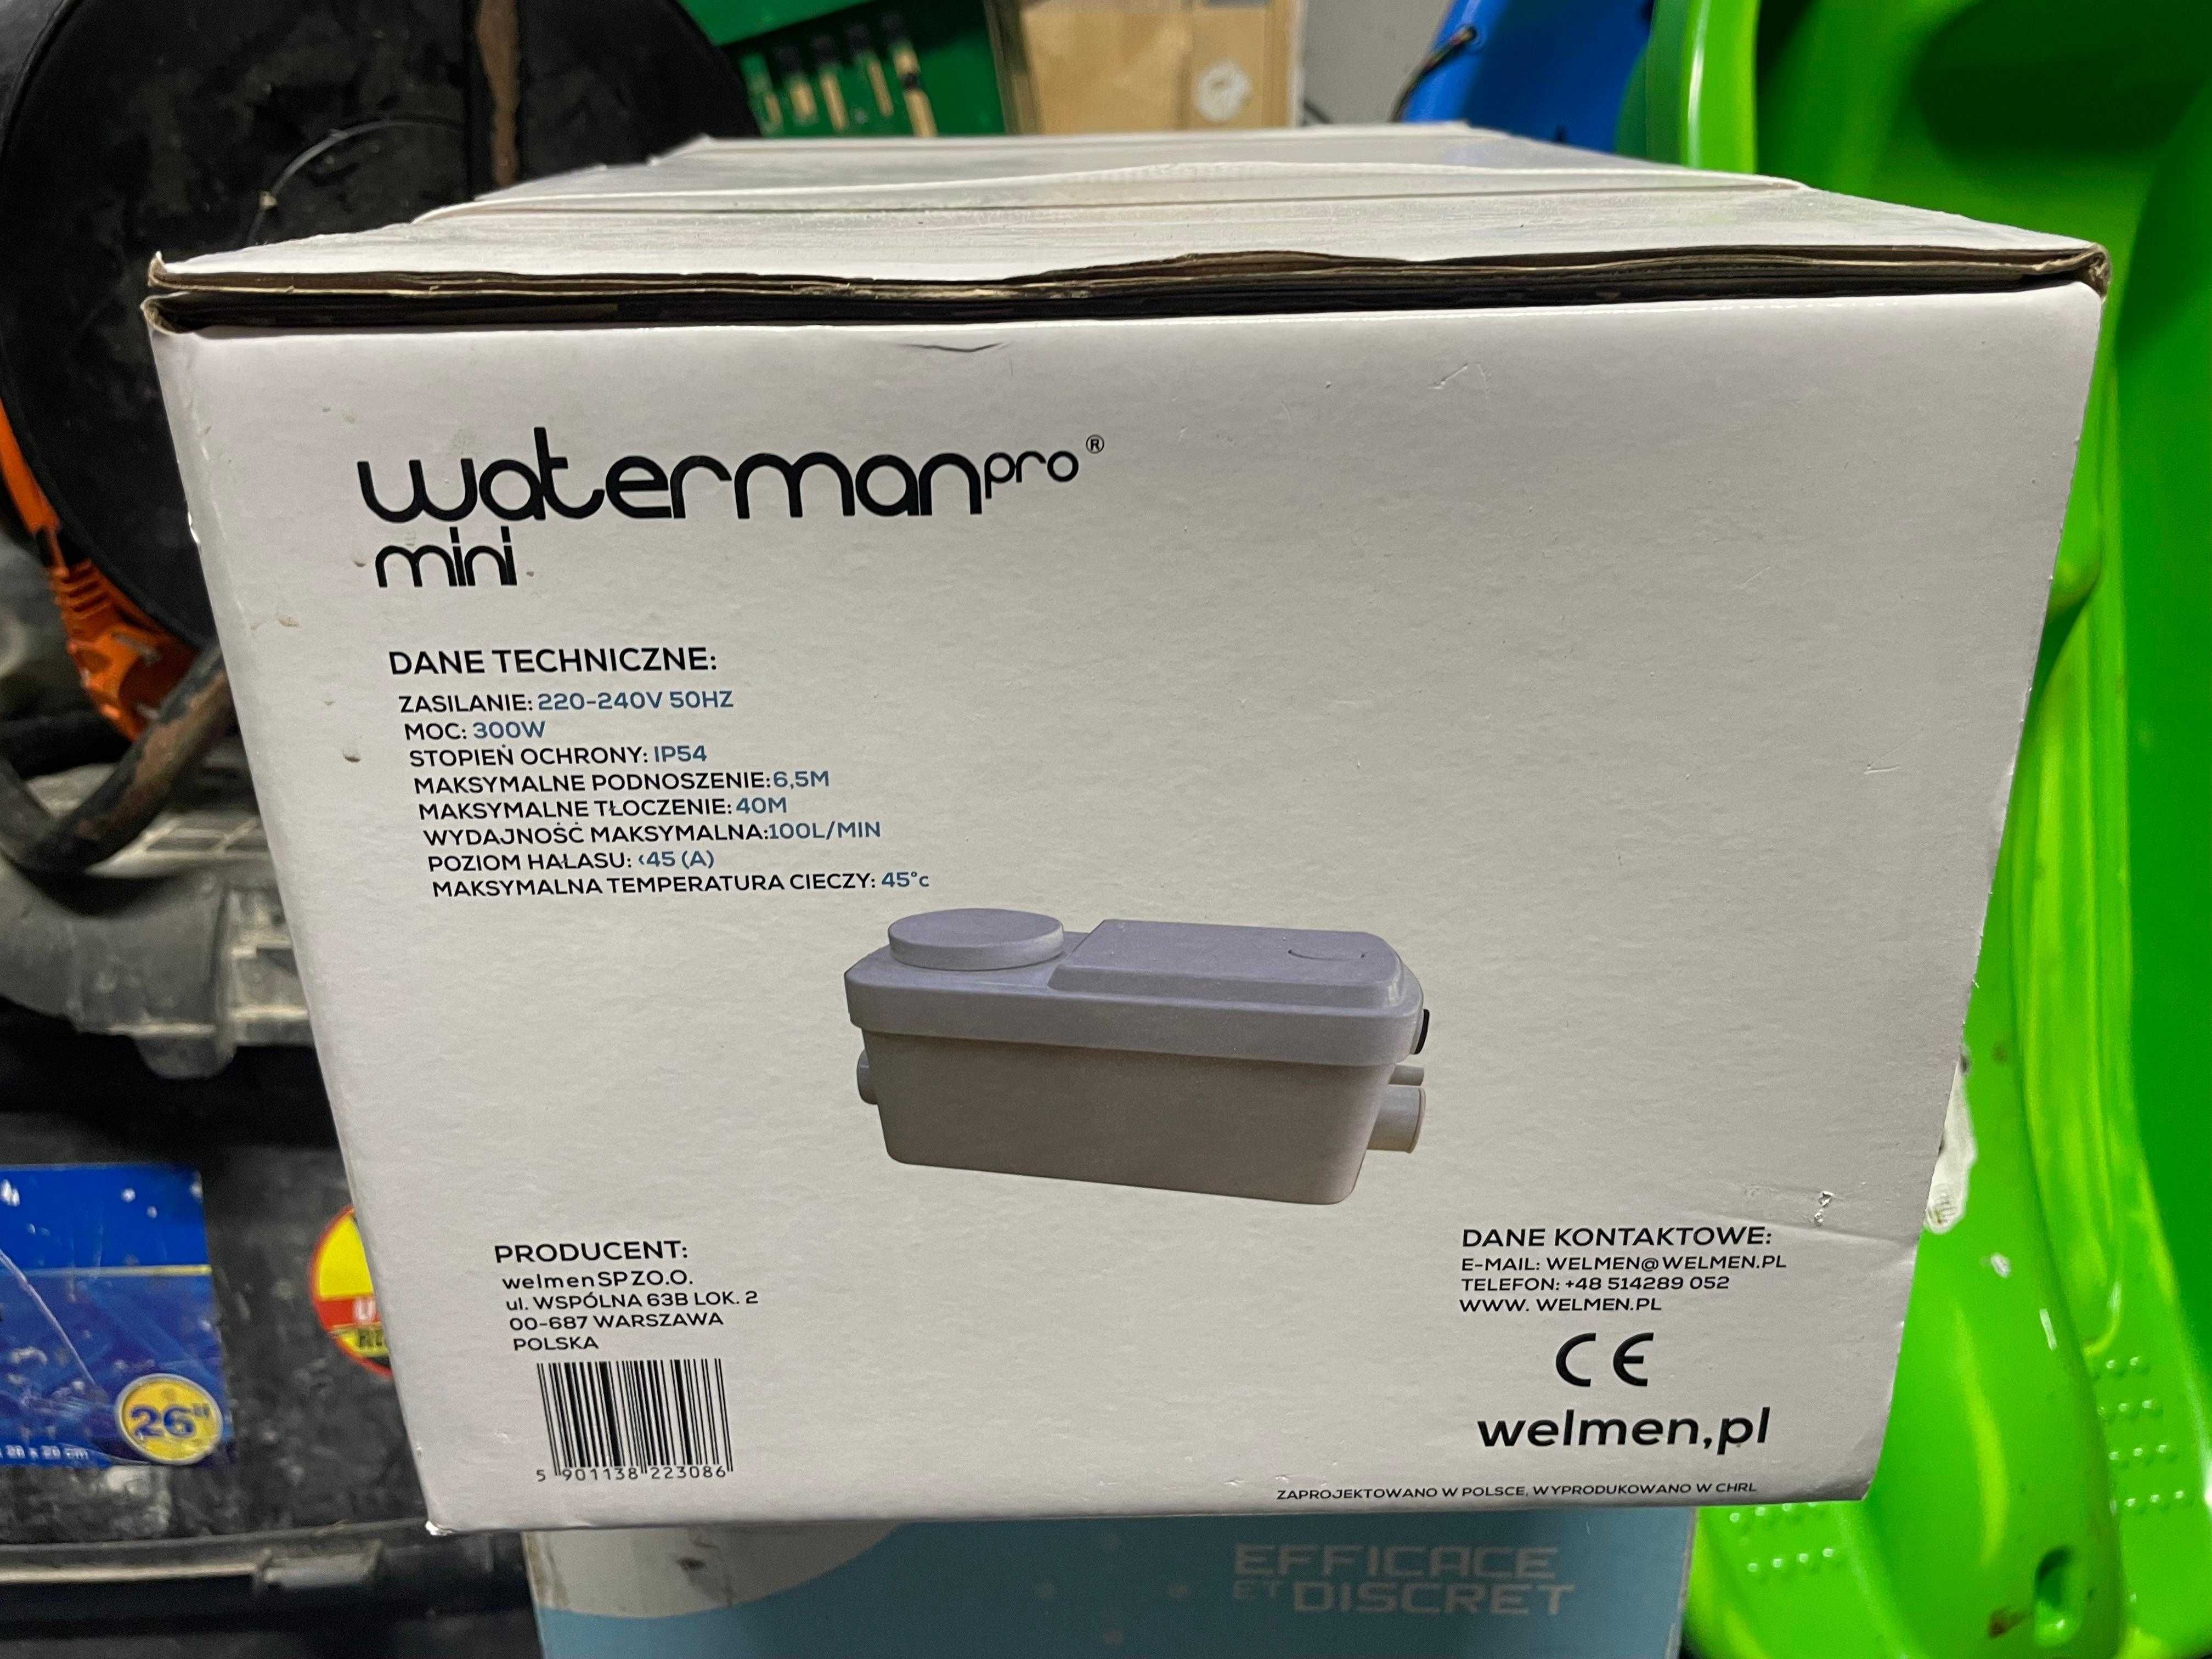 watermanpro®
mini
DANE TECHNICZNE:
ZASILANIE: 220-240V 50HZ
MOC: 300W
STOPIEŃ OCHRONY: IP54
MAKSYMALNE PODNOSZENIE:6,5M
MAKSYMALNE TŁOCZENIE: 40M
WYDAJNOŚĆ MAKSYMALNA:100L/MIN
POZIOM HAŁASU: <45 (A)
MAKSYMALNA TEMPERATURA CIECZY: 45°c
PRODUCENT:
welmen SP ZO.O.
ul. WSPÓLNA 63B LOK. 2
00-687 WARSZAWA
POLSKA
5 901138 223086
DANE KONTAKTOWE:
E-MAIL: WELMEN@WELMEN.PL
TELEFON: +48 514289 052
WWW. WELMEN.PL
CE
welmen,pl
ZAPROJEKTOWANO W POLSCE, WYPRODUKOWANO W CHRL
26"
EFFICACE
ET DISCRET